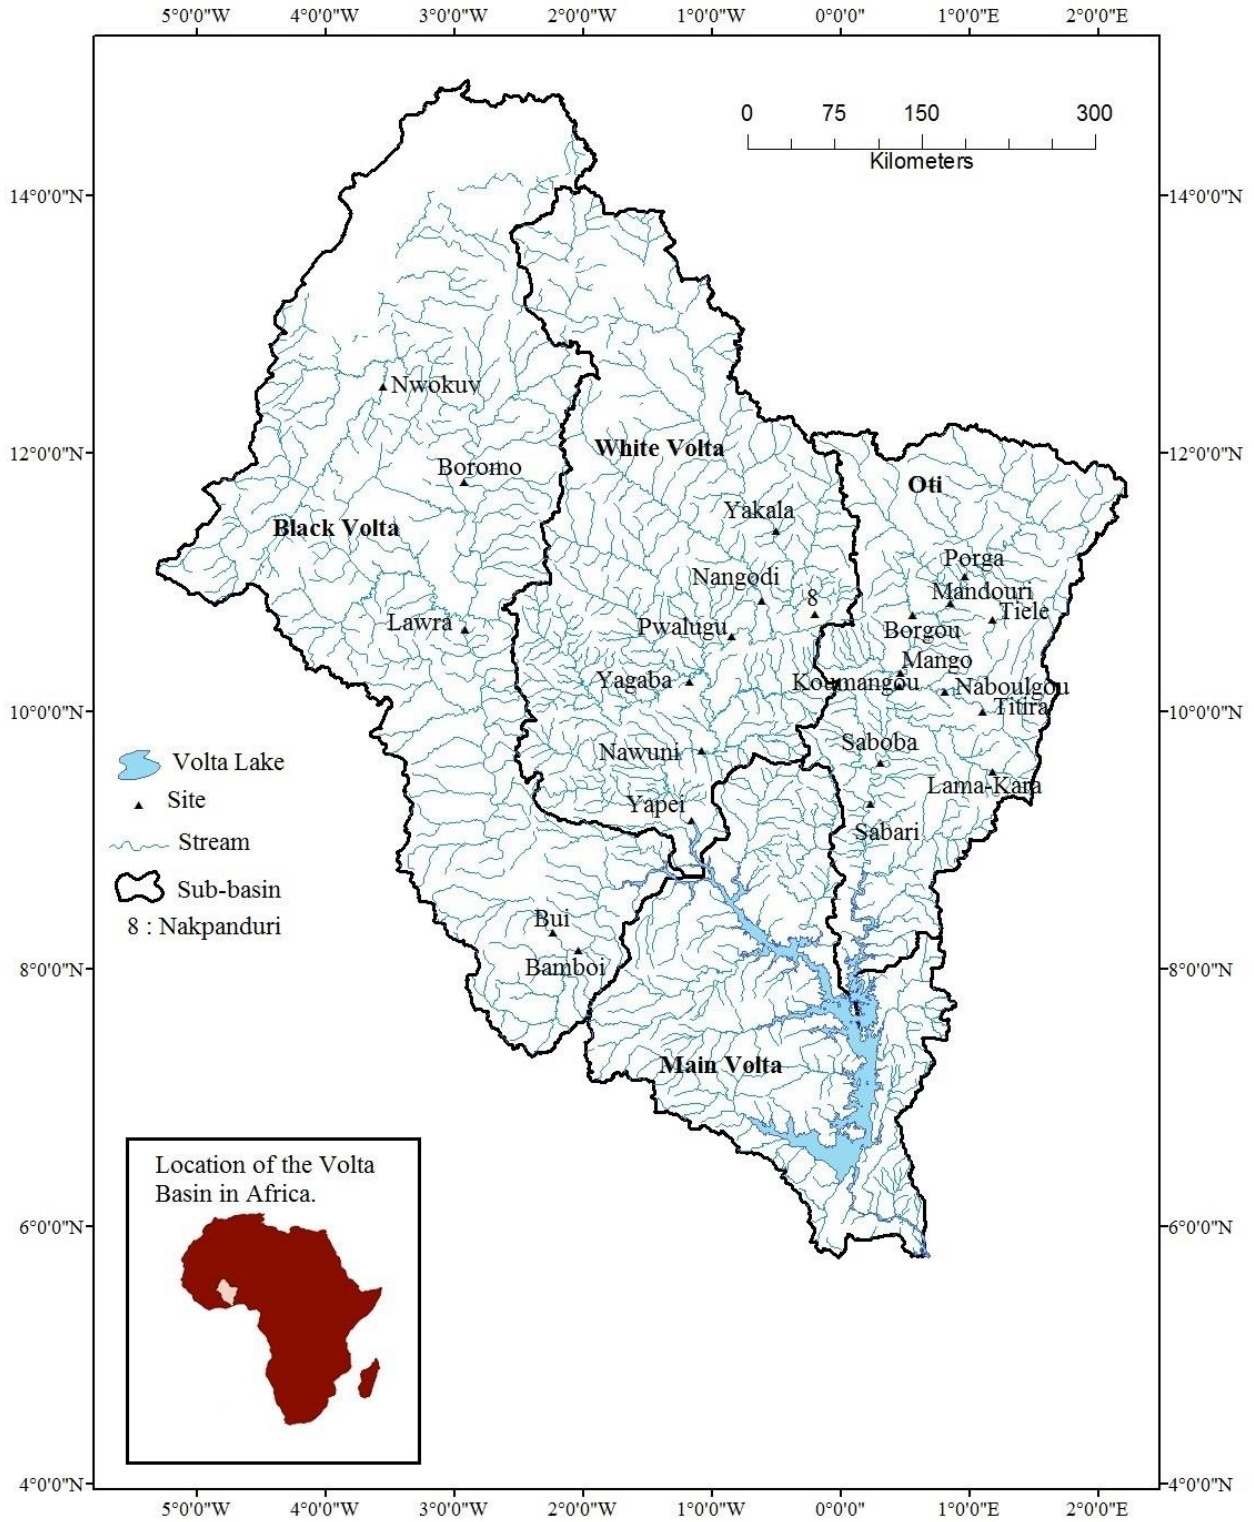 5°0'0"W 4°0'0"W 3°0'0"W 2°0'0"W 1°0'0"W 0°0'0" 1°0'0"E 2°0'0"E
0 75 150 300
Kilometers
14°0'0"N 14°0'0"N
Nwokuy
12°0'0"N 12°0'0"N
White Volta
Boromo
Oti
Yakala
Black Volta
Porga
Nangodi
Mandouri
8
Tiele
Lawra
Pwalugu
Borgou
Mango
Yagaba
Koumangou
Naboulgou
Titira
10°0'0"N 10°0'0"N
Saboba
Nawuni
Volta Lake
Lama-Kara
Site
Yapei
Sabari
Stream
Sub-basin
Bui
8 : Nakpanduri
Bamboi
8°0'0"N 8°0'0"N
Main Volta
Location of the Volta
Basin in Africa.
6°0'0"N 6°0'0"N
4°0'0"N 4°0'0"N
5°0'0"W 4°0'0"W 3°0'0"W 2°0'0"W 1°0'0"W 0°0'0" 1°0'0"E 2°0'0"E